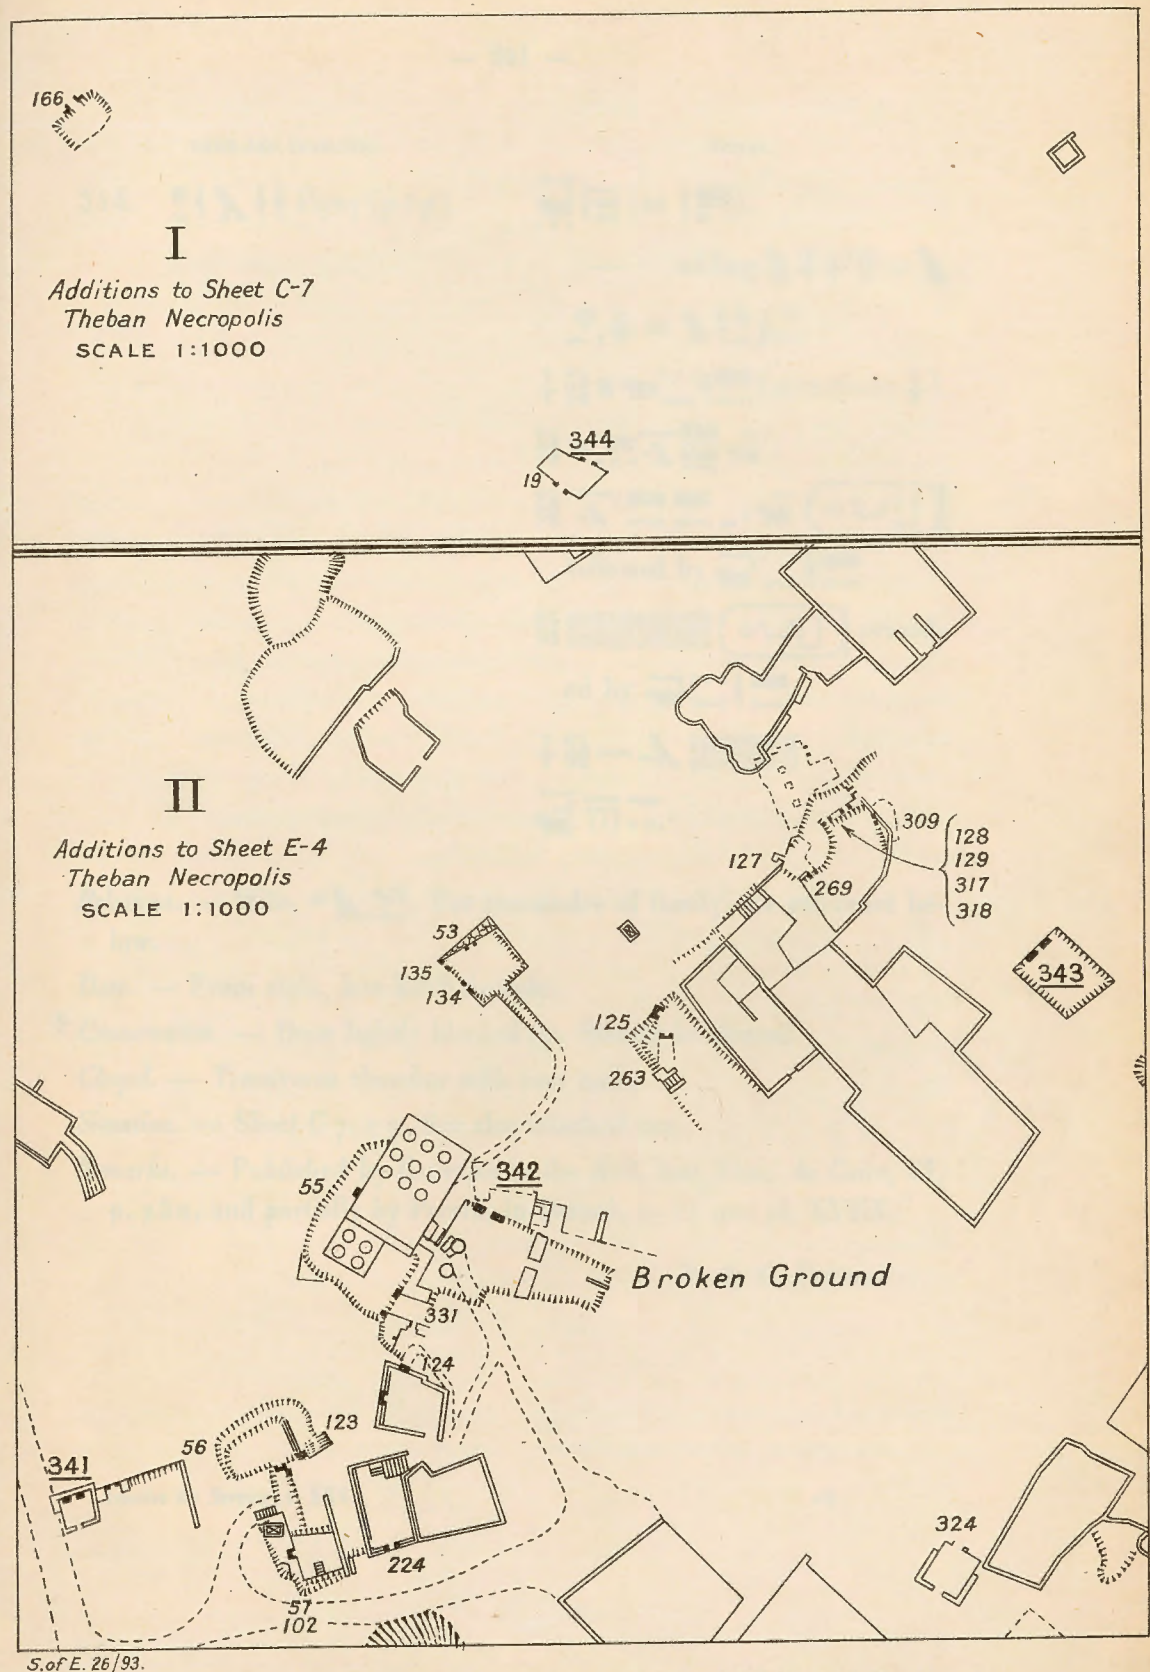 166
I
Additions to Sheet C-7
Theban Necropolis
SCALE 1:1000
344
19
II
Additions to Sheet E-4
Theban Necropolis
SCALE 1:1000
309
128
129
317
318
127
269
53
135
134
343
125
263
342
55
Broken Ground
331
124
123
56
341
224
324
57
102
S.of E. 26/93.